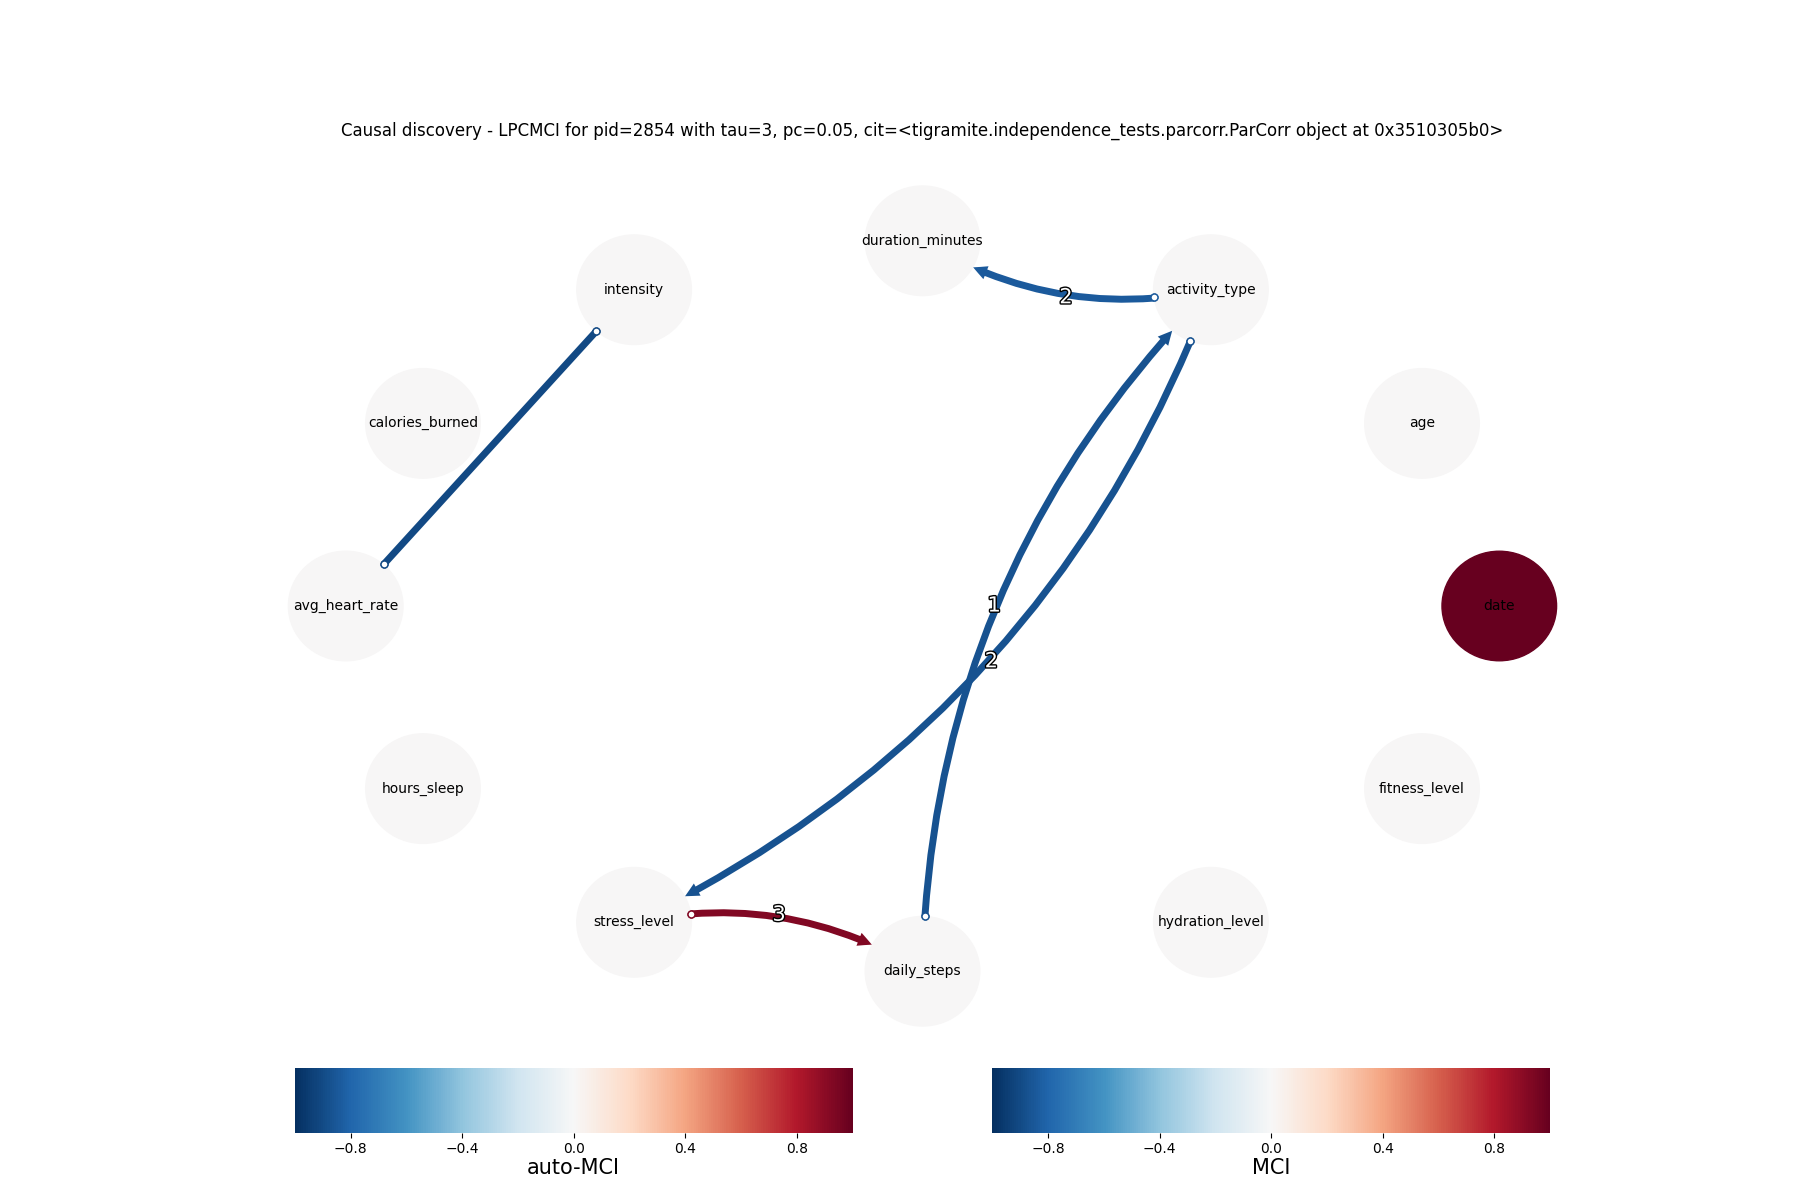 Causal discovery - LPCMCI for pid=2854 with tau=3, pc=0.05, cit=<tigramite.independence_tests.parcorr.ParCorr object at 0x3510305b0>
duration_minutes
intensity
activity_type
2
calories_burned
age
avg_heart_rate
1
date
2
hours_sleep
fitness_level
stress_level
3
hydration_level
daily_steps
−0.8 −0.4 0.0 0.4 0.8
auto-MCI
−0.8 −0.4 0.0 0.4 0.8
MCI